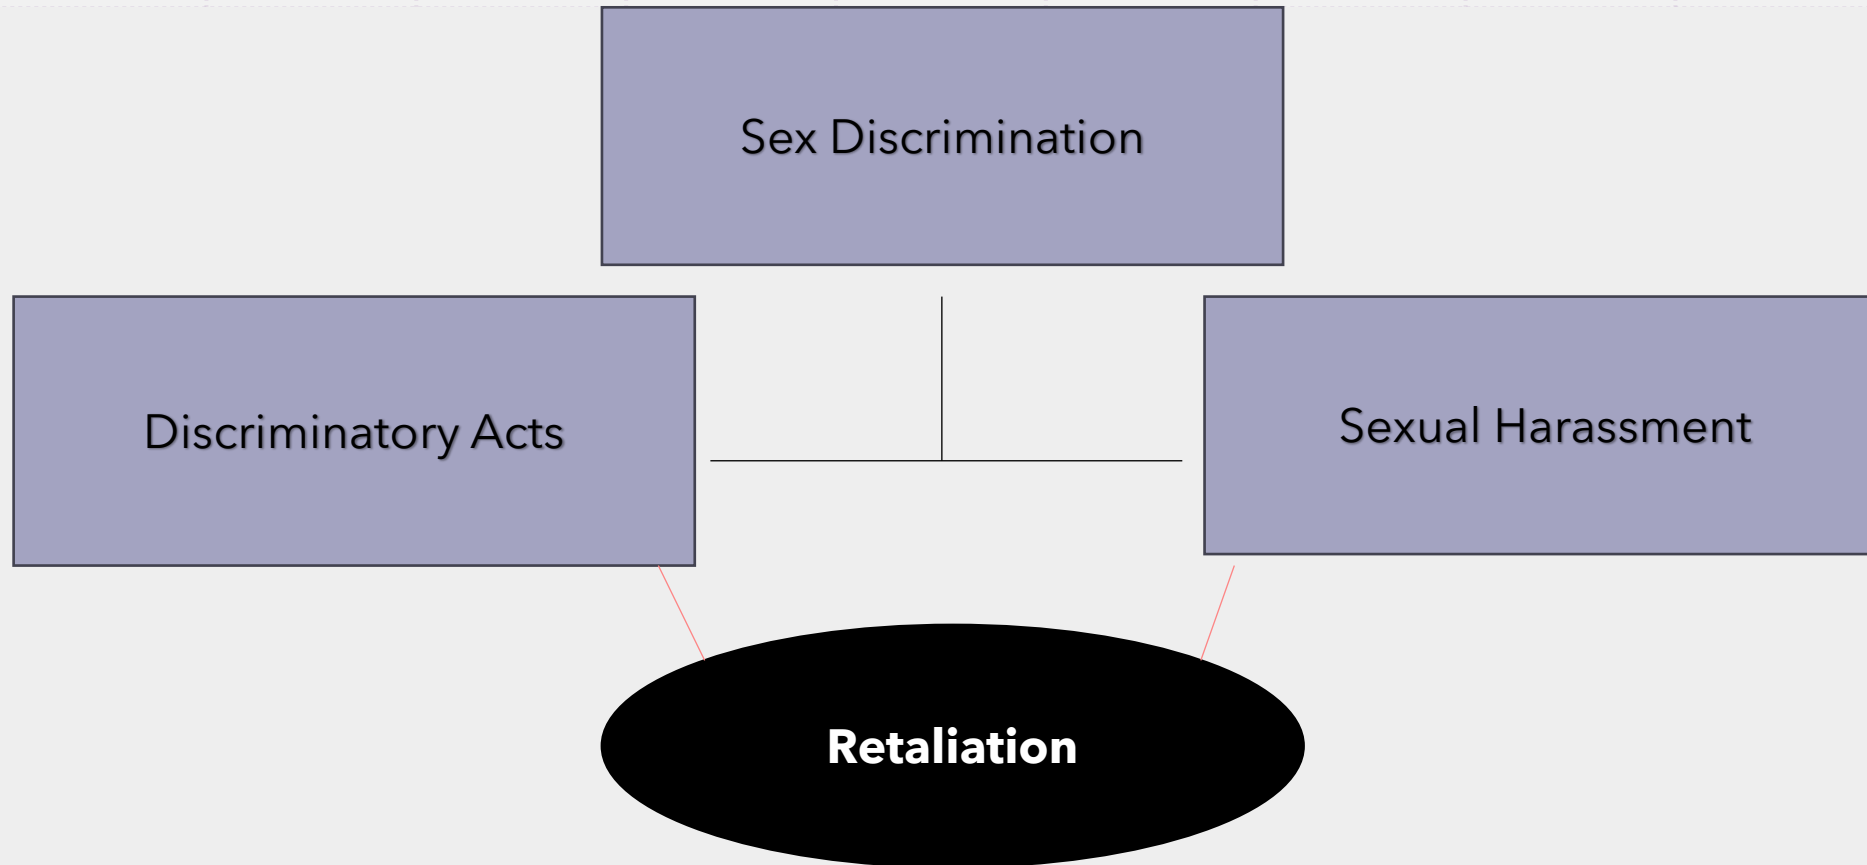 Sex Discrimination
Discriminatory Acts
Sexual Harassment
Retaliation